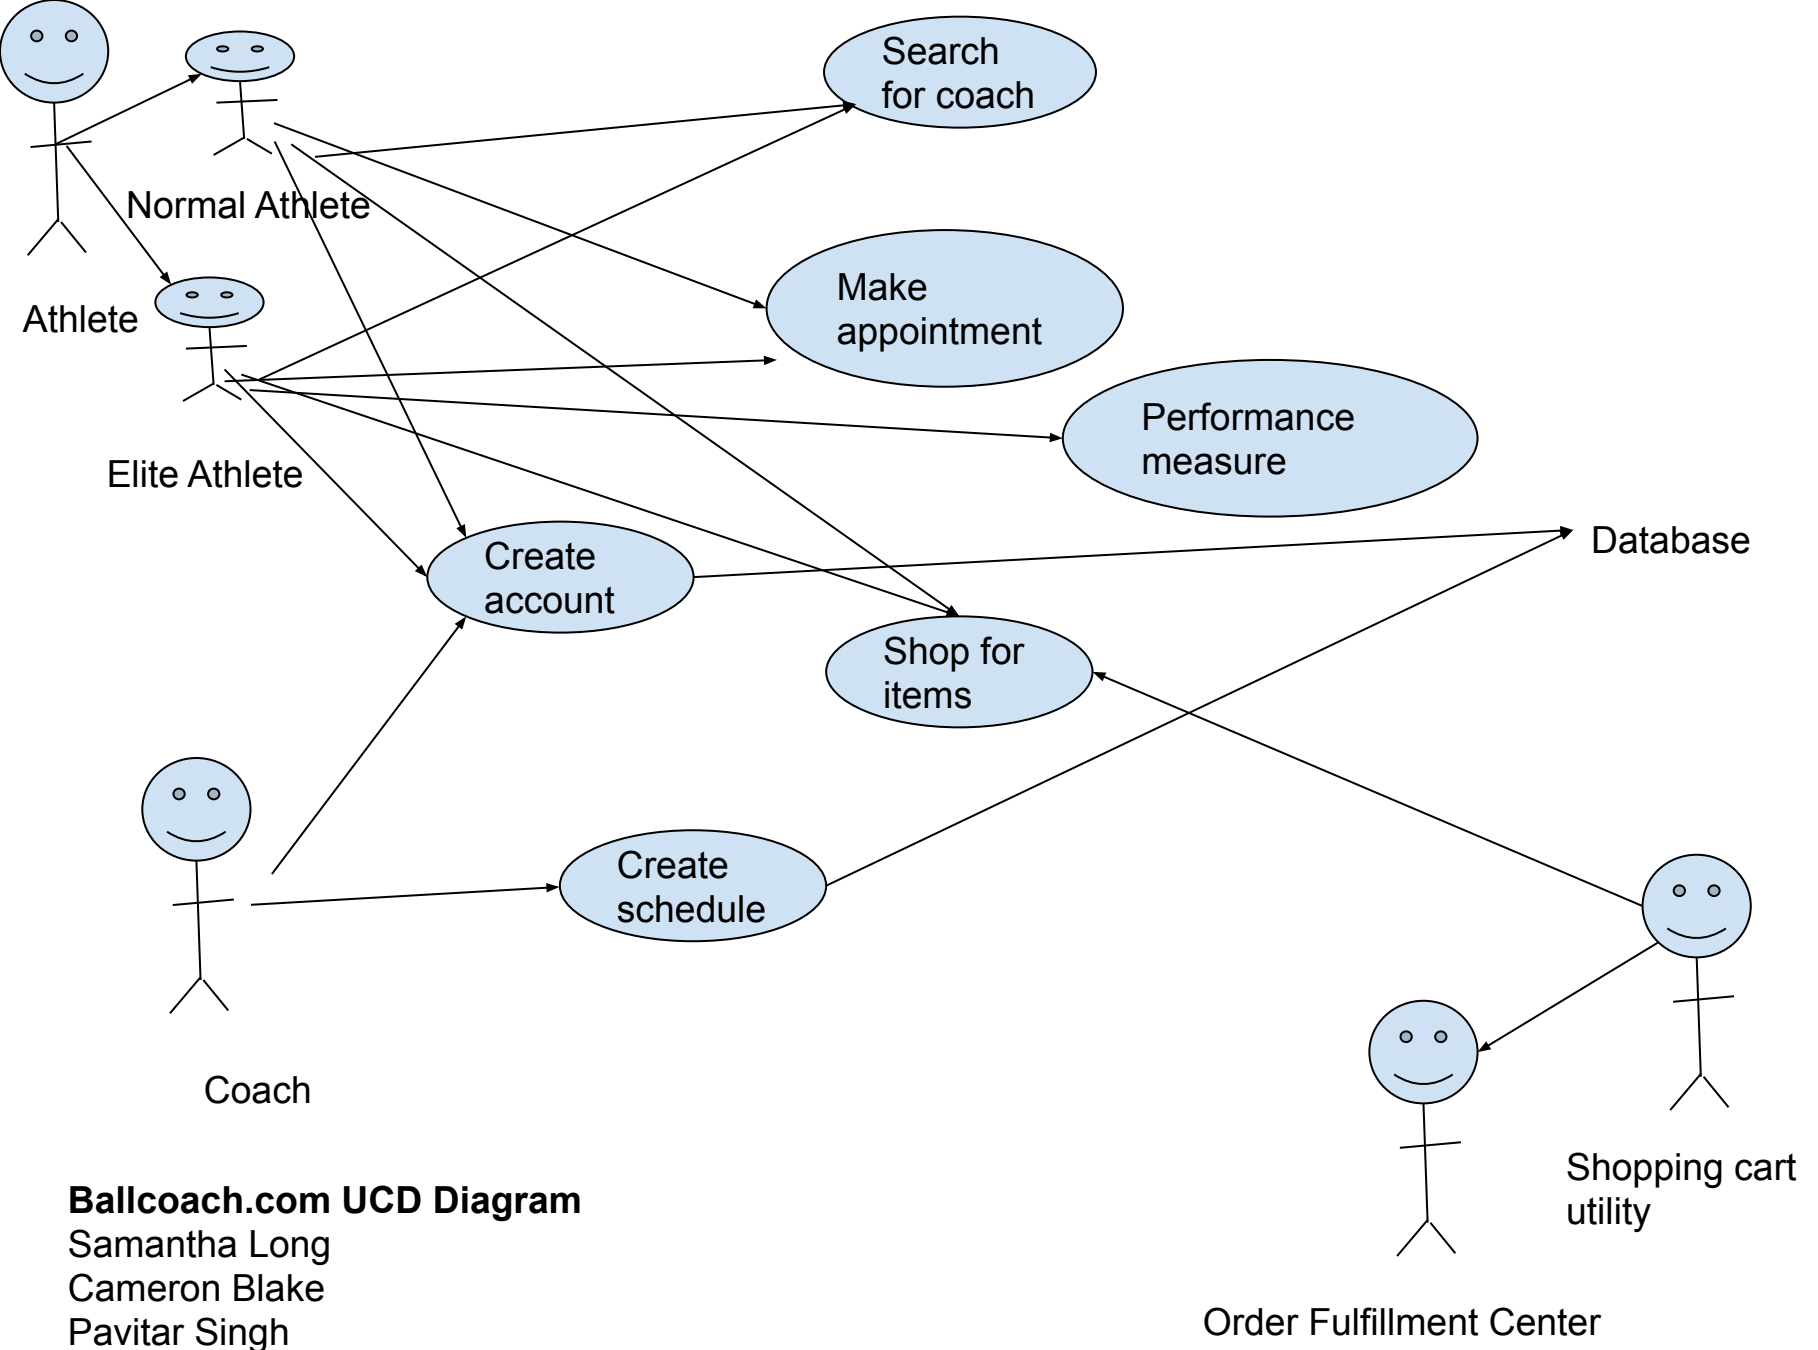 Search
for coach
Normal Athlete
Make
appointment
Athlete
Performance
measure
Elite Athlete
Database
Create
account
Shop for
items
Create
schedule
Coach
Shopping cart
utility
Ballcoach.com UCD Diagram
Samantha Long
Cameron Blake
Pavitar Singh
Order Fulfillment Center